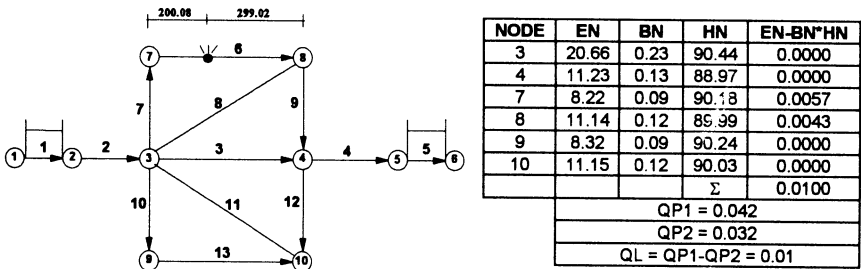 200.08 299.02
7 6 8
7 8 9
1 1 2 2 3 3 4 4 5 5 6
10 11 12
9 13 10
NODE EN BN HN EN-BN*HN
3 20.66 0.23 90.44 0.0000
4 11.23 0.13 88.97 0.0000
7 8.22 0.09 90.18 0.0057
8 11.14 0.12 89.99 0.0043
9 8.32 0.09 90.24 0.0000
10 11.15 0.12 90.03 0.0000
Σ 0.0100
QP1 = 0.042
QP2 = 0.032
QL = QP1-QP2 = 0.01